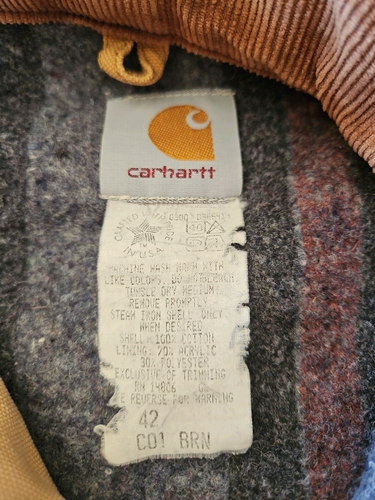 carhartt
CRAFTED
IN U.S.A.
40
MACHINE WASH WARM WITH
LIKE COLORS. DO NOT BLEACH.
TUMBLE DRY MEDIUM.
REMOVE PROMPTLY.
STEAM IRON SHELL ONLY
WHEN DESIRED
SHELL: 100% COTTON
LINING: 70% ACRYLIC
30% POLYESTER
EXCLUSIVE OF TRIMMING
RN 14806
E REVERSE FOR WARNING
42
C01 BRN